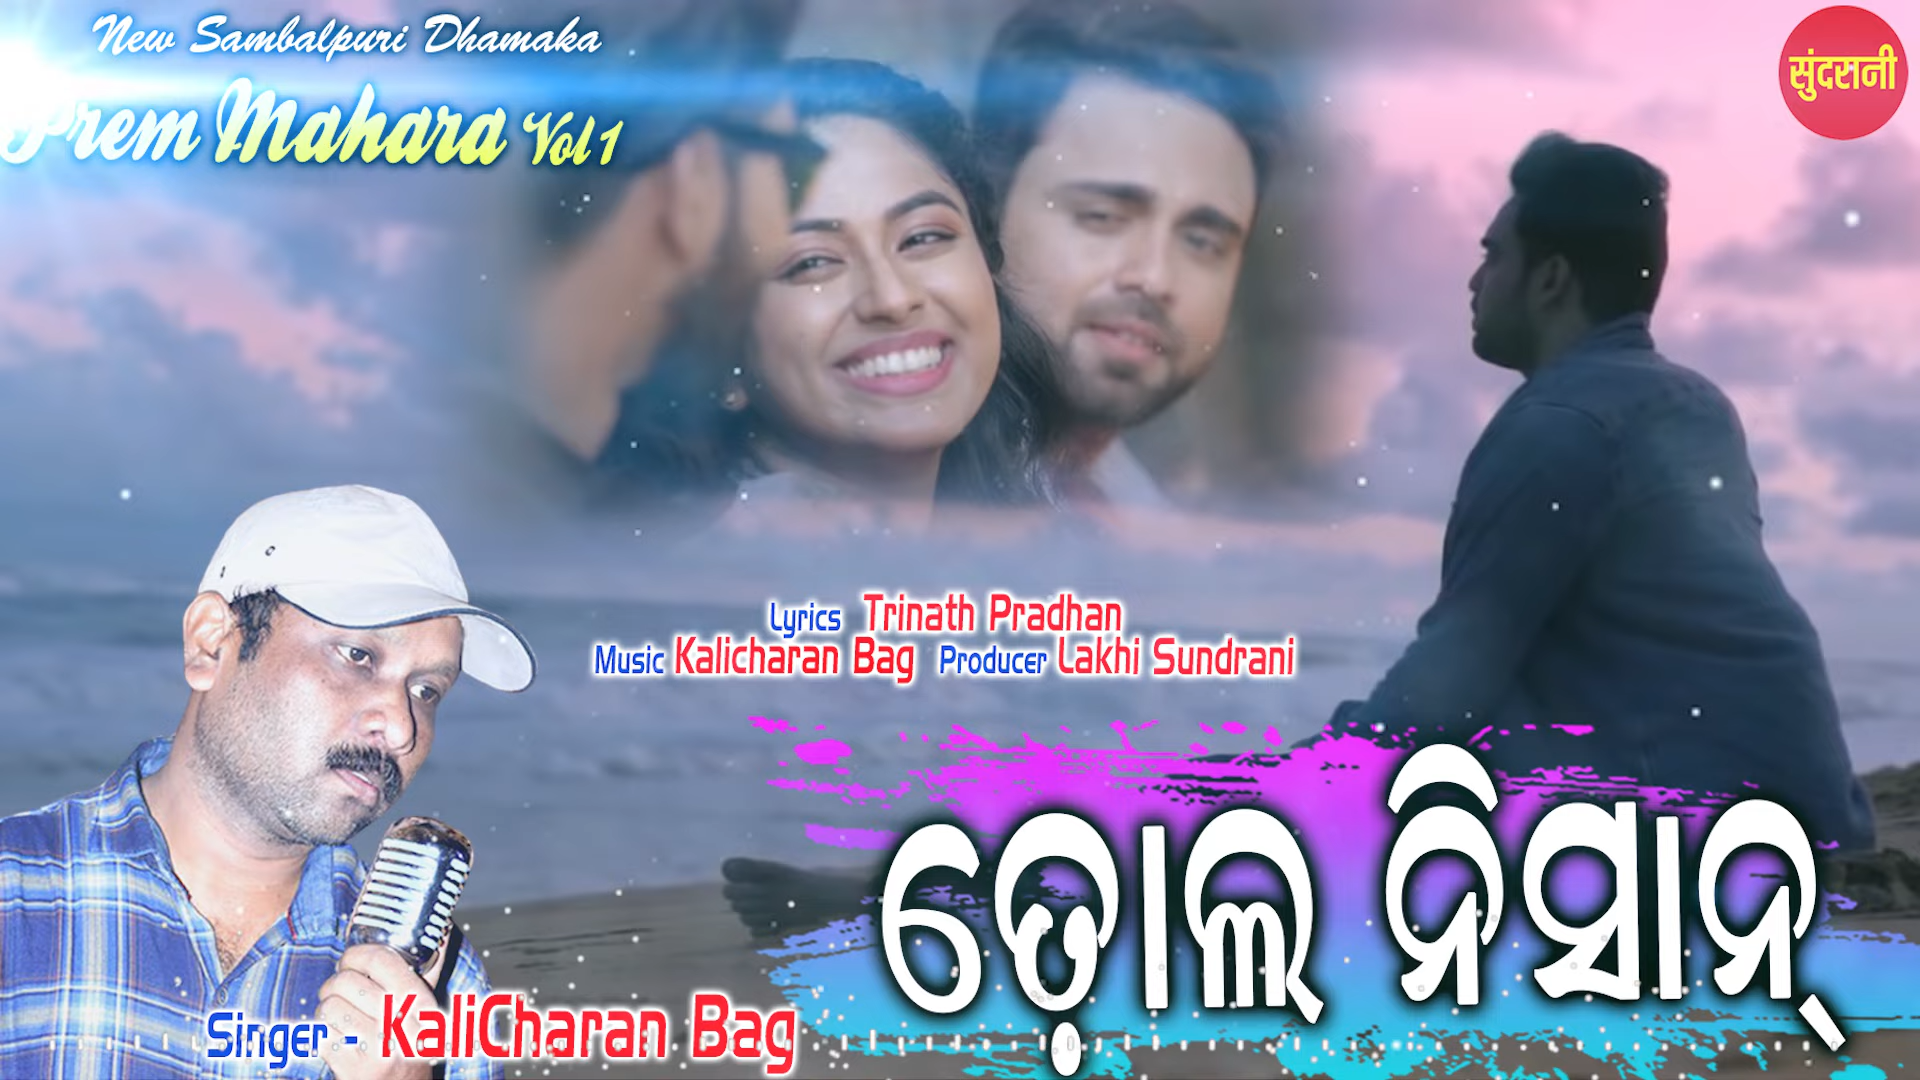 New Sambalpuri Dhamaka
Prem Mahara Vol 1
सुंदरानी
Lyrics Trinath Pradhan
Music Kalicharan Bag Producer Lakhi Sundrani
ଢ଼ୋଲ ନିସାନ୍
Singer - KaliCharan Bag